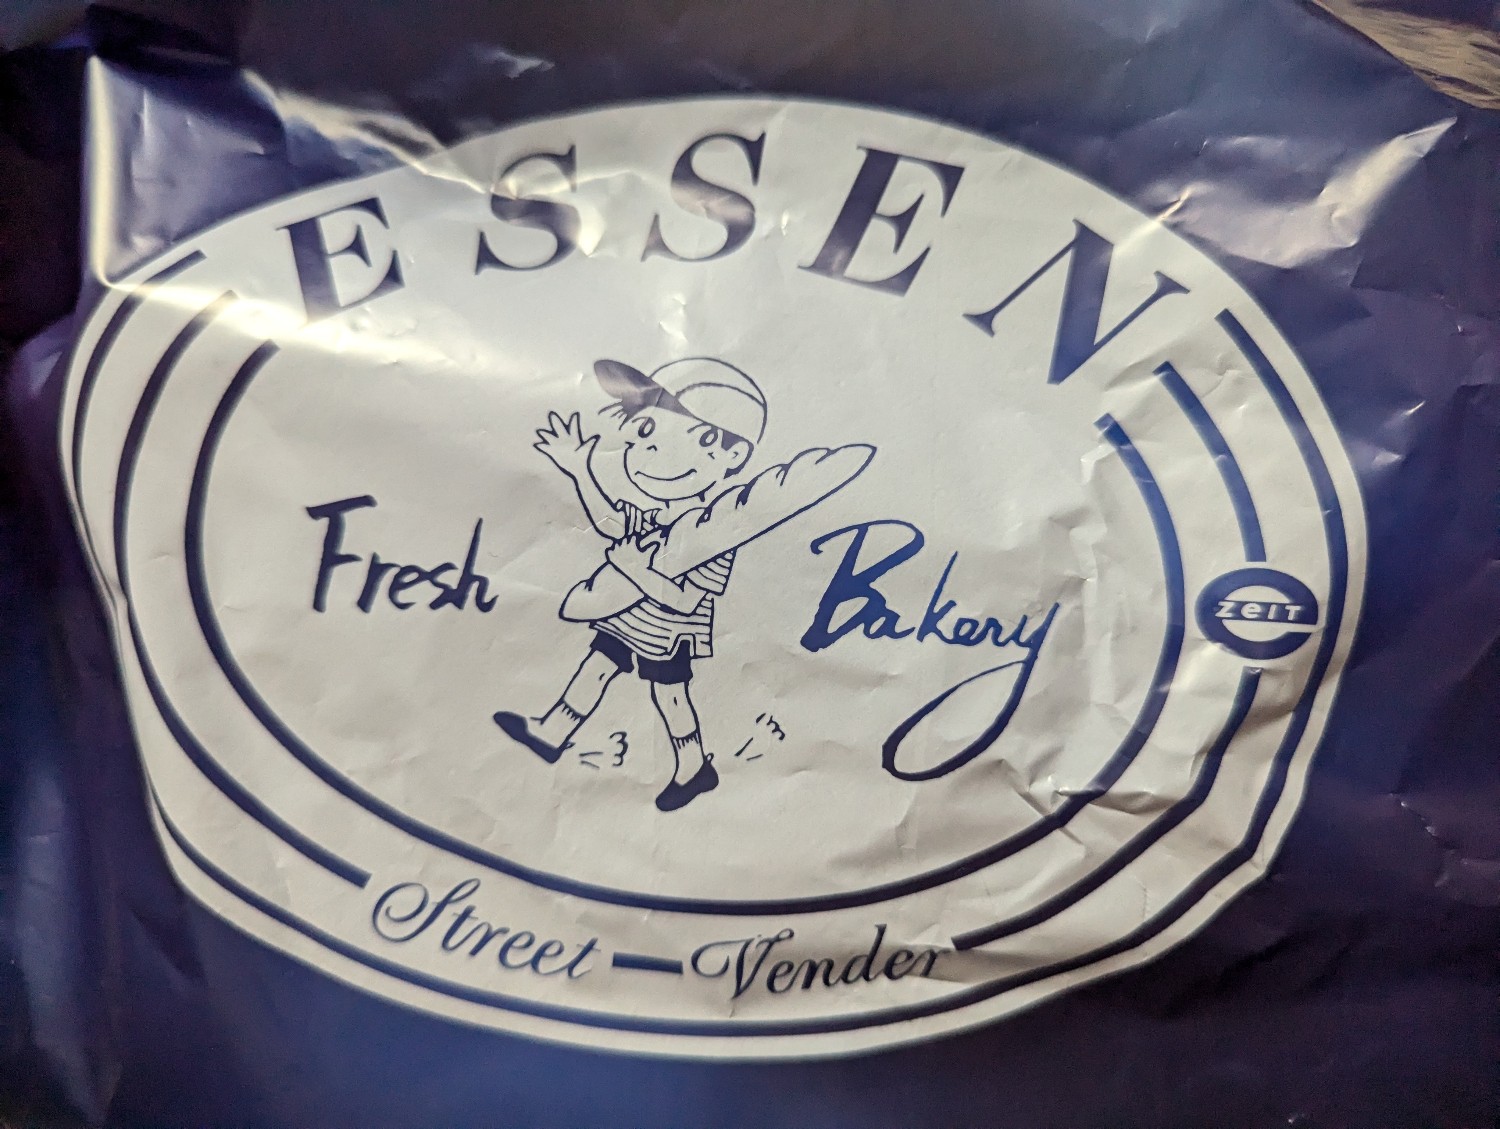 ESSEN
Fresh Bakery
zeit
Street – Vender